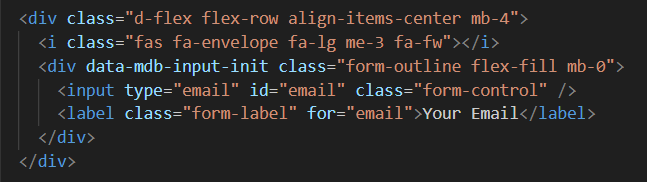 <div class="d-flex flex-row align-items-center mb-4">
<i class="fas fa-envelope fa-lg me-3 fa-fw"></i>
<div data-mdb-input-init class="form-outline flex-fill mb-0">
<input type="email" id="email" class="form-control" />
<label class="form-label" for="email">Your Email</label>
</div>
</div>